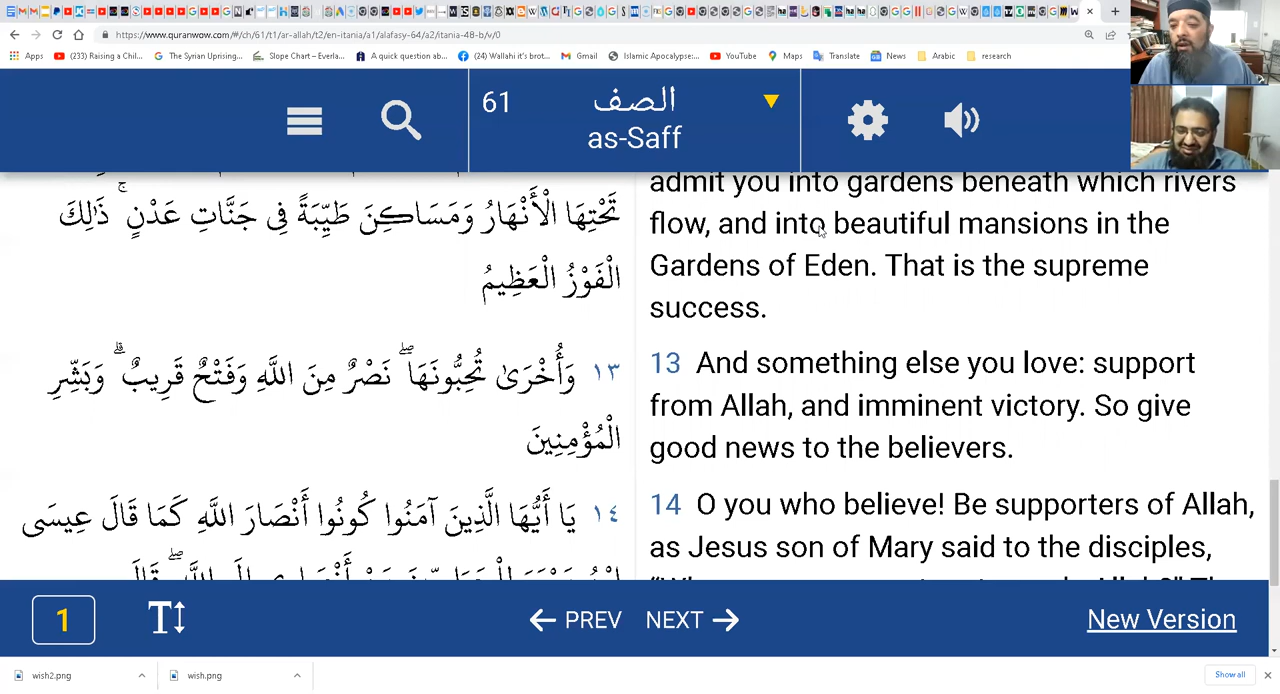 https://www.quranwow.com/#/ch/61/t1/ar-allah/t2/en-itania/a1/alafasy-64/a2/itania-48-b/v/0
Apps (233) Raising a Chil... The Syrian Uprising... Slope Chart – Everla... A quick question ab... (24) Wallahi it's brot... Gmail Islamic Apocalypse:... YouTube Maps Translate News Arabic research
61
الصف
as-Saff
admit you into gardens beneath which rivers
flow, and into beautiful mansions in the
Gardens of Eden. That is the supreme
success.
تَحْتِهَا الْأَنْهَارُ وَمَسَاكِنَ طَيِّبَةً فِي جَنَّاتِ عَدْنٍ ۚ ذَٰلِكَ
الْفَوْزُ الْعَظِيمُ
١٣ وَأُخْرَىٰ تُحِبُّونَهَا ۖ نَصْرٌ مِنَ اللَّهِ وَفَتْحٌ قَرِيبٌ ۗ وَبَشِّرِ
الْمُؤْمِنِينَ
13 And something else you love: support
from Allah, and imminent victory. So give
good news to the believers.
١٤ يَا أَيُّهَا الَّذِينَ آمَنُوا كُونُوا أَنْصَارَ اللَّهِ كَمَا قَالَ عِيسَى
14 O you who believe! Be supporters of Allah,
as Jesus son of Mary said to the disciples,
1
T
PREV NEXT
New Version
wish2.png wish.png Show all